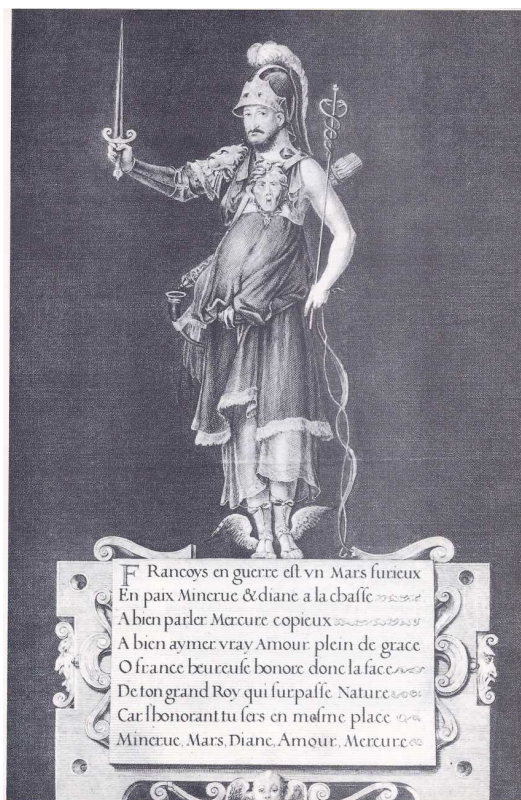 FRancoys en guerre est vn Mars furieux
En paix Minerue & diane a la chasse
A bien parler Mercure copieux
A bien aymer vray Amour plein de grace
O france heureuse honore donc la face
De ton grand Roy qui surpasse Nature
Car l'honorant tu sers en mesme place
Minerue, Mars, Diane, Amour, Mercure